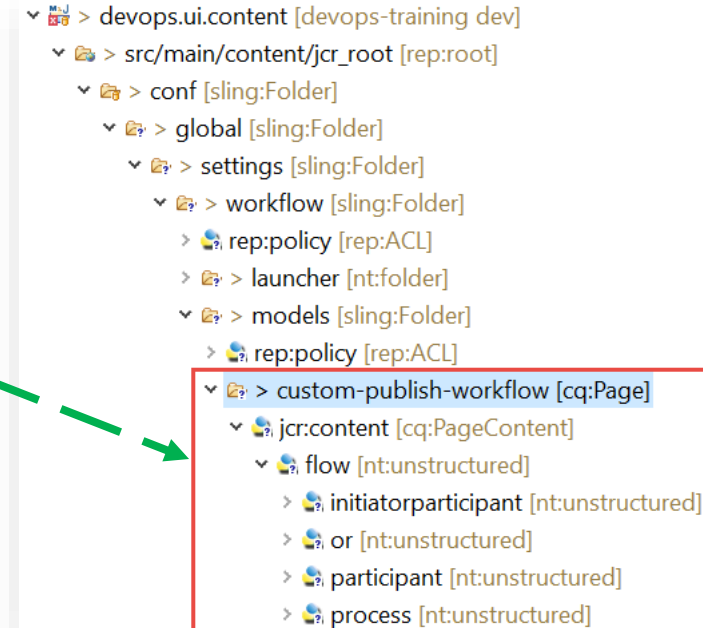 > devops.ui.content [devops-training dev]
> src/main/content/jcr_root [rep:root]
> conf [sling:Folder]
> global [sling:Folder]
> settings [sling:Folder]
> workflow [sling:Folder]
rep:policy [rep:ACL]
> launcher [nt:folder]
> models [sling:Folder]
rep:policy [rep:ACL]
> custom-publish-workflow [cq:Page]
jcr:content [cq:PageContent]
flow [nt:unstructured]
initiatorparticipant [nt:unstructured]
or [nt:unstructured]
participant [nt:unstructured]
process [nt:unstructured]